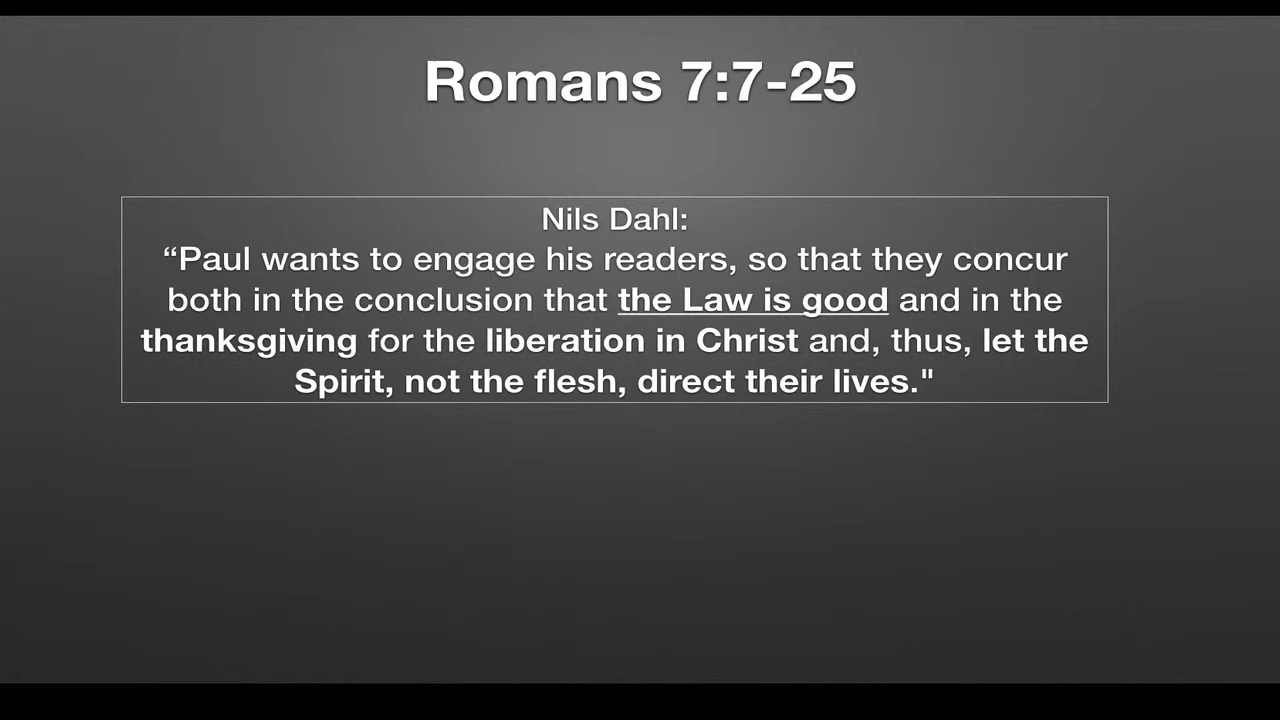 Romans 7:7-25
Nils Dahl:
“Paul wants to engage his readers, so that they concur
both in the conclusion that the Law is good and in the
thanksgiving for the liberation in Christ and, thus, let the
Spirit, not the flesh, direct their lives."